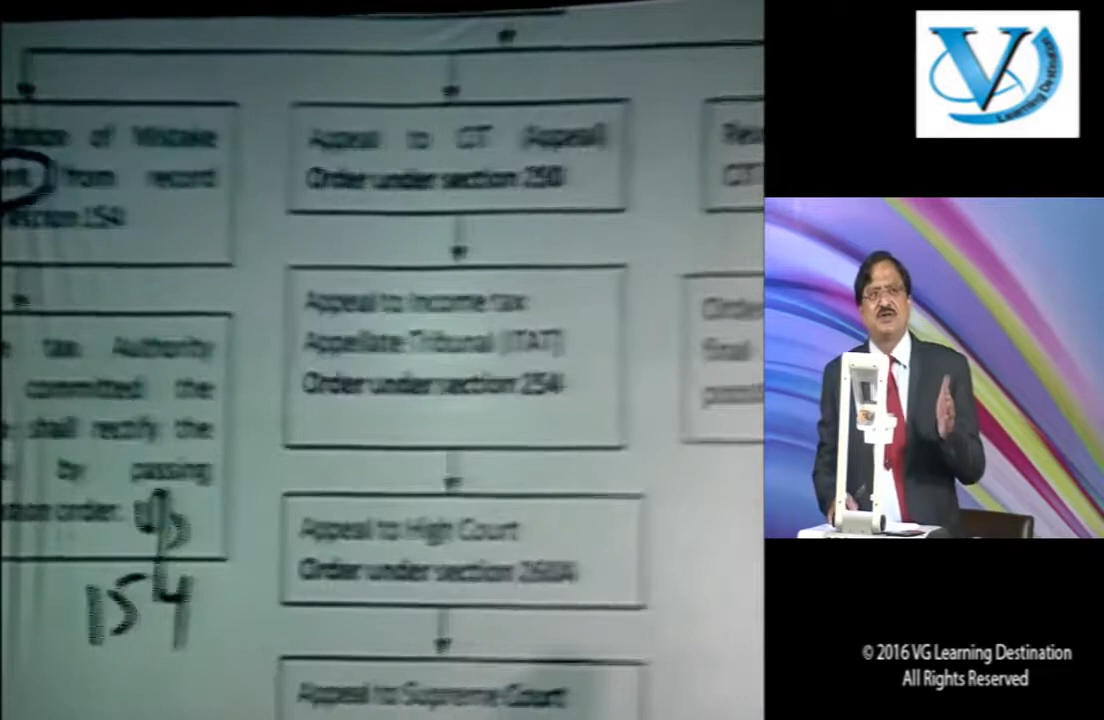 of Mistake
from record
section 154
tax Authority
committed the
shall rectify the
by passing
order. u/s
154
Appeal to CIT (Appeal)
Order under section 250
Appeal to Income tax
Appellate Tribunal (ITAT)
Order under section 254
Appeal to High Court
Order under section 260A
Appeal to Supreme Court
final
V
Learning Destination
© 2016 VG Learning Destination
All Rights Reserved